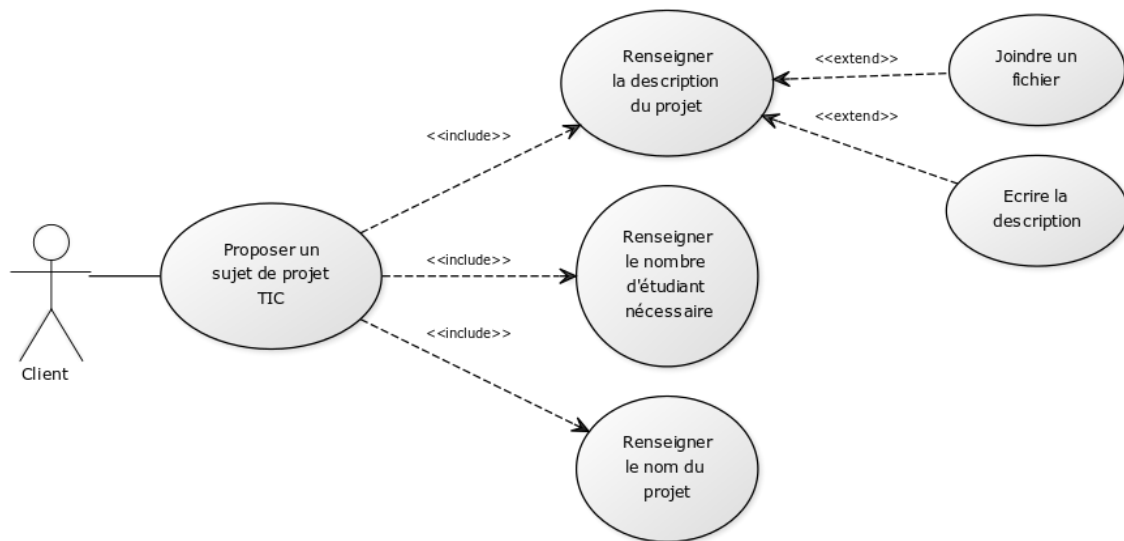 Renseigner
la description
du projet
<<extend>>
Joindre un
fichier
<<extend>>
<<include>>
Ecrire la
description
Proposer un
sujet de projet
TIC
<<include>>
Renseigner
le nombre
d'étudiant
nécessaire
<<include>>
Client
Renseigner
le nom du
projet